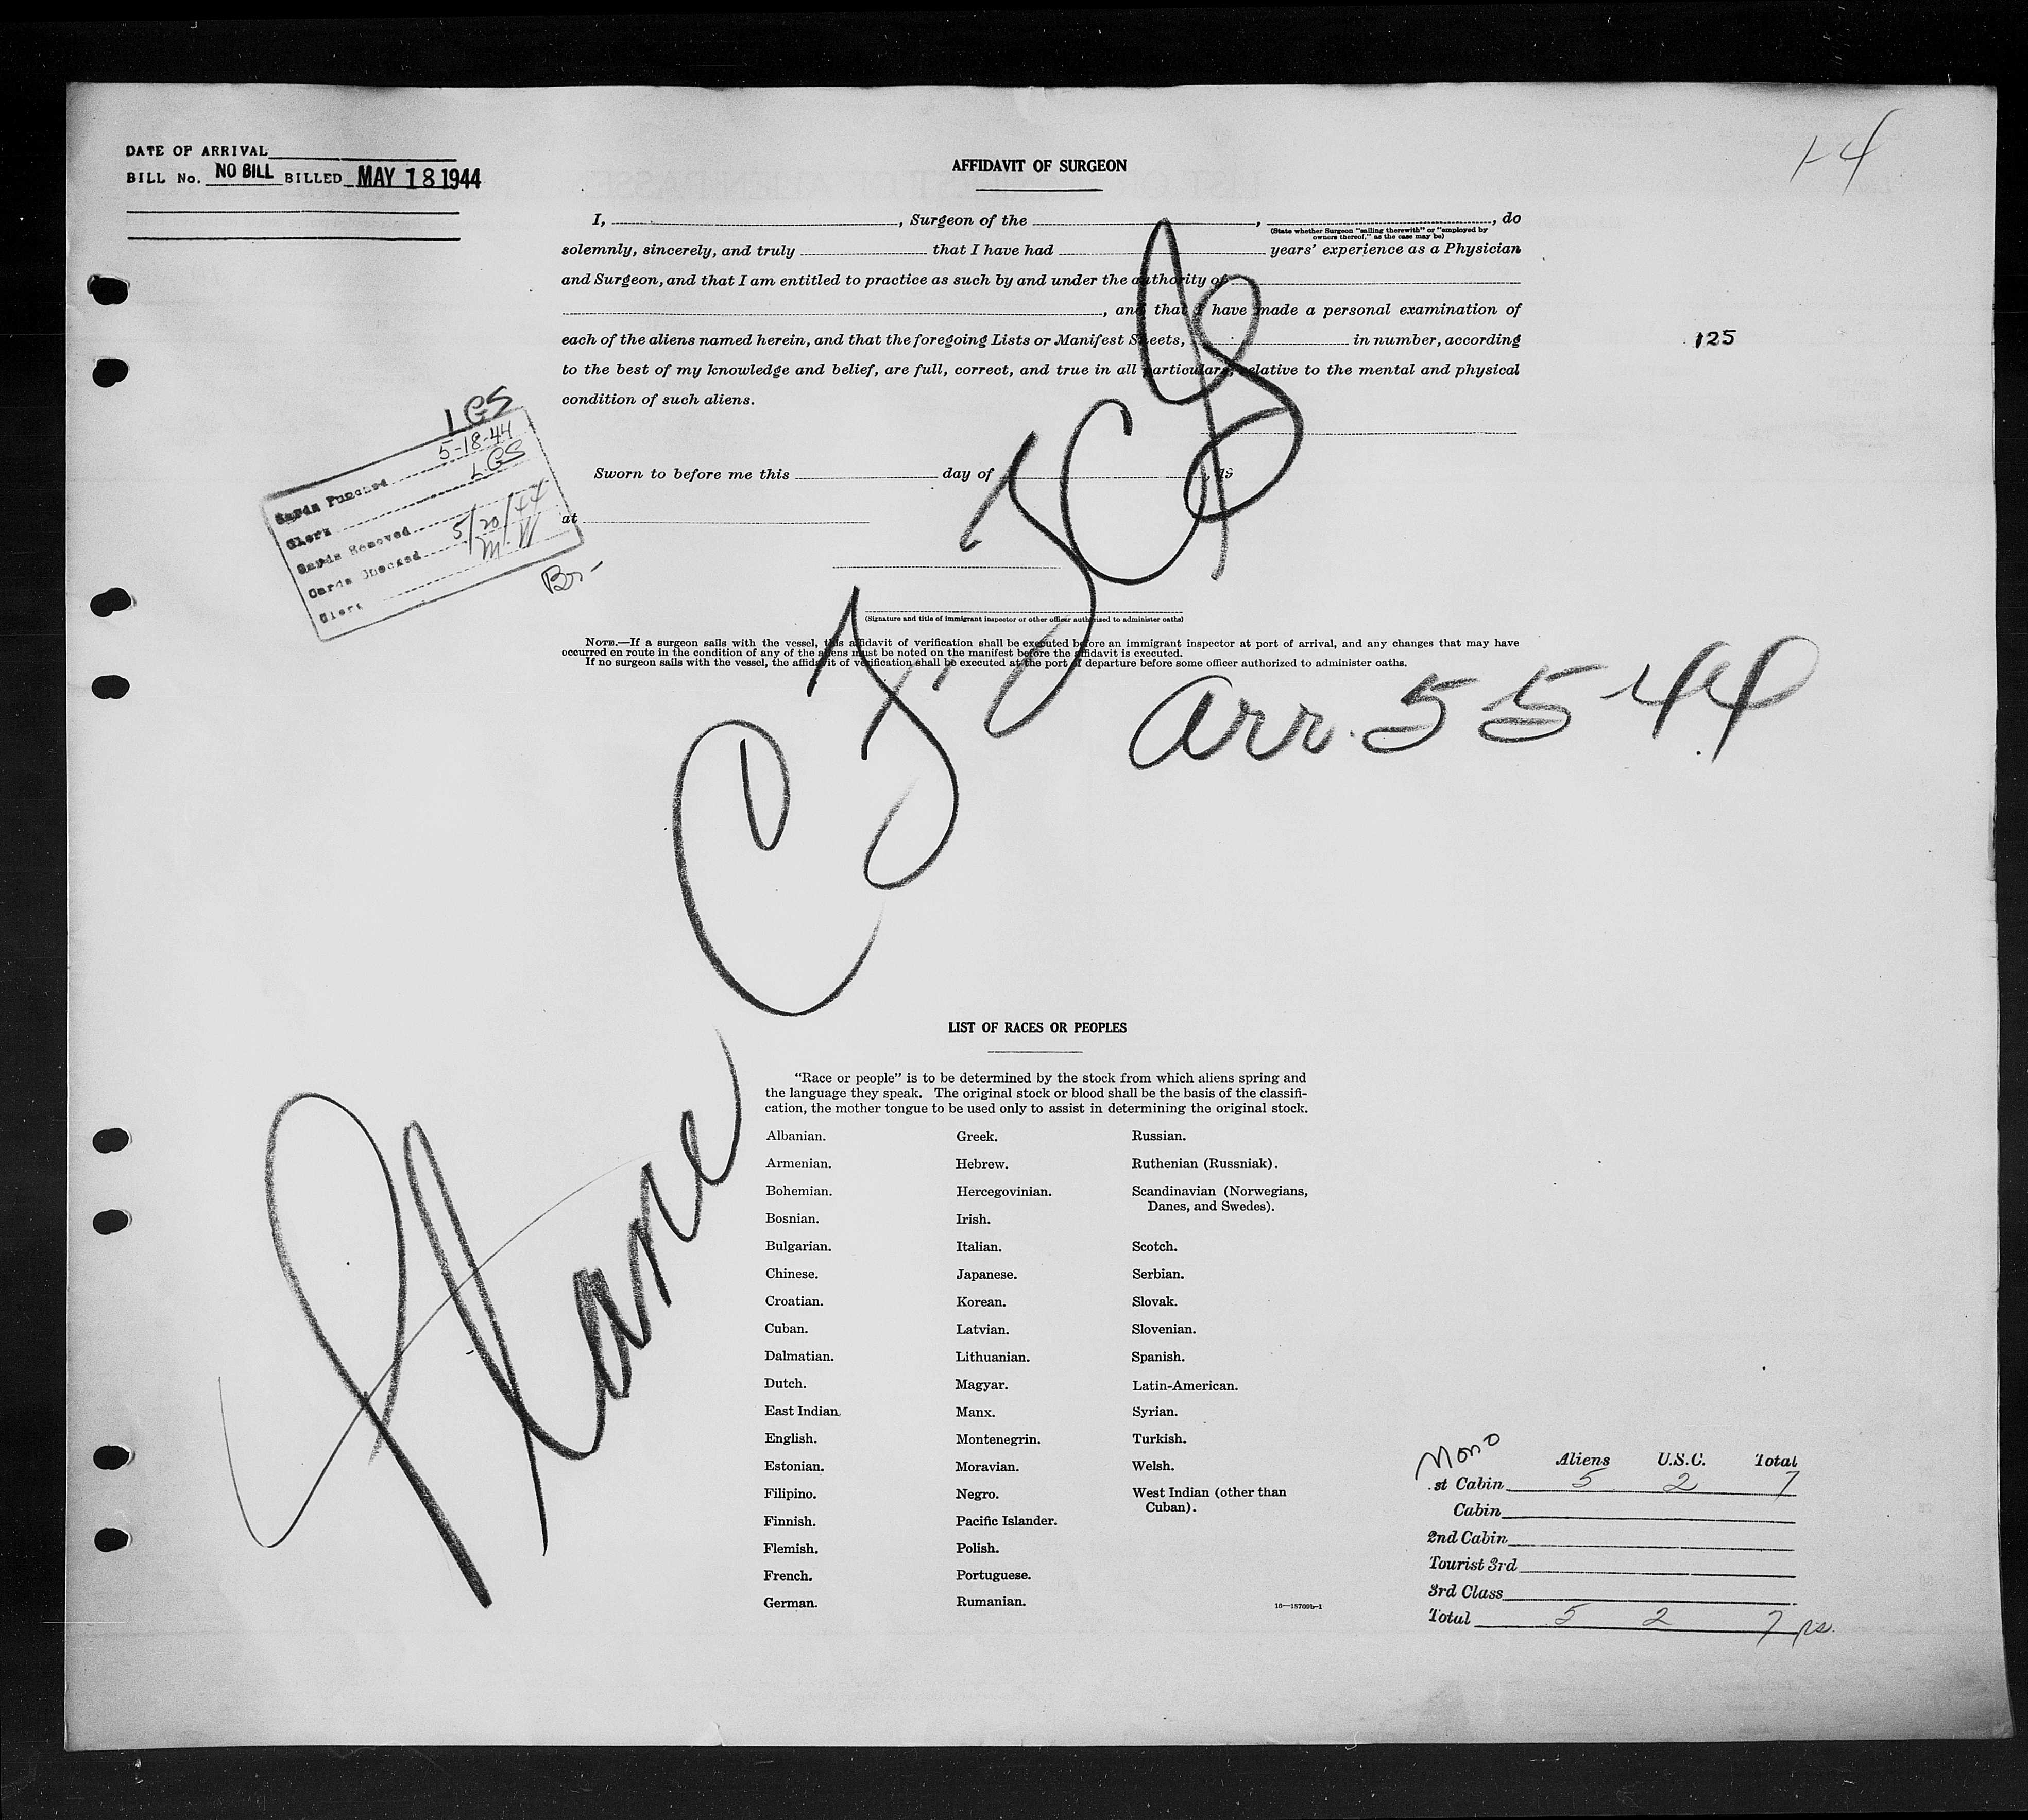 DATE OF ARRIVAL
BILL No. NO BILL BILLED MAY 18 1944
AFFIDAVIT OF SURGEON
1-4
I, , Surgeon of the , , do
(State whether Surgeon "sailing therewith" or "employed by
owners thereof," as the case may be)
solemnly, sincerely, and truly that I have had years' experience as a Physician
and Surgeon, and that I am entitled to practice as such by and under the authority of
, and that I have made a personal examination of
each of the aliens named herein, and that the foregoing Lists or Manifest Sheets, in number, according
125
to the best of my knowledge and belief, are full, correct, and true in all particulars, relative to the mental and physical
condition of such aliens.
LGS
Cards Punched 5-18-44
Clerk LGS
Cards Removed
Cards Checked 5/20/44
Clerk M.V
Br-
Sworn to before me this day of , 19
at
(Signature and title of immigrant inspector or other officer authorized to administer oaths)
NOTE.—If a surgeon sails with the vessel, this affidavit of verification shall be executed before an immigrant inspector at port of arrival, and any changes that may have
occurred en route in the condition of any of the aliens must be noted on the manifest before the affidavit is executed.
If no surgeon sails with the vessel, the affidavit of verification shall be executed at the port of departure before some officer authorized to administer oaths.
Plane
arr. 5 5 44
LIST OF RACES OR PEOPLES
"Race or people" is to be determined by the stock from which aliens spring and
the language they speak. The original stock or blood shall be the basis of the classifi-
cation, the mother tongue to be used only to assist in determining the original stock.
Albanian.
Armenian.
Bohemian.
Bosnian.
Bulgarian.
Chinese.
Croatian.
Cuban.
Dalmatian.
Dutch.
East Indian.
English.
Estonian.
Filipino.
Finnish.
Flemish.
French.
German.
Greek.
Hebrew.
Hercegovinian.
Irish.
Italian.
Japanese.
Korean.
Latvian.
Lithuanian.
Magyar.
Manx.
Montenegrin.
Moravian.
Negro.
Pacific Islander.
Polish.
Portuguese.
Rumanian.
Russian.
Ruthenian (Russniak).
Scandinavian (Norwegians,
Danes, and Swedes).
Scotch.
Serbian.
Slovak.
Slovenian.
Spanish.
Latin-American.
Syrian.
Turkish.
Welsh.
West Indian (other than
Cuban).
16—18769b-1
Mono
Aliens U.S.C. Total
st Cabin 5 2 7
Cabin
2nd Cabin
Tourist 3rd
3rd Class
Total 5 2 7